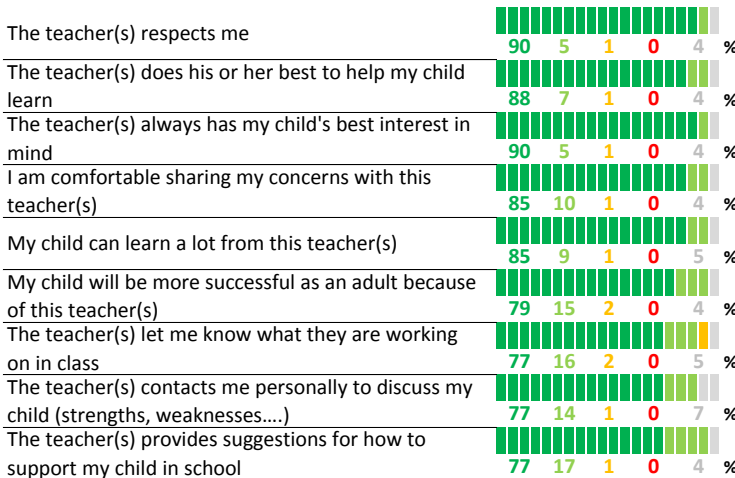 The teacher(s) respects me
90 5 1 0 4 %
The teacher(s) does his or her best to help my child
learn
88 7 1 0 4 %
The teacher(s) always has my child's best interest in
mind
90 5 1 0 4 %
I am comfortable sharing my concerns with this
teacher(s)
85 10 1 0 4 %
My child can learn a lot from this teacher(s)
85 9 1 0 5 %
My child will be more successful as an adult because
of this teacher(s)
79 15 2 0 4 %
The teacher(s) let me know what they are working
on in class
77 16 2 0 5 %
The teacher(s) contacts me personally to discuss my
child (strengths, weaknesses....)
77 14 1 0 7 %
The teacher(s) provides suggestions for how to
support my child in school
77 17 1 0 4 %